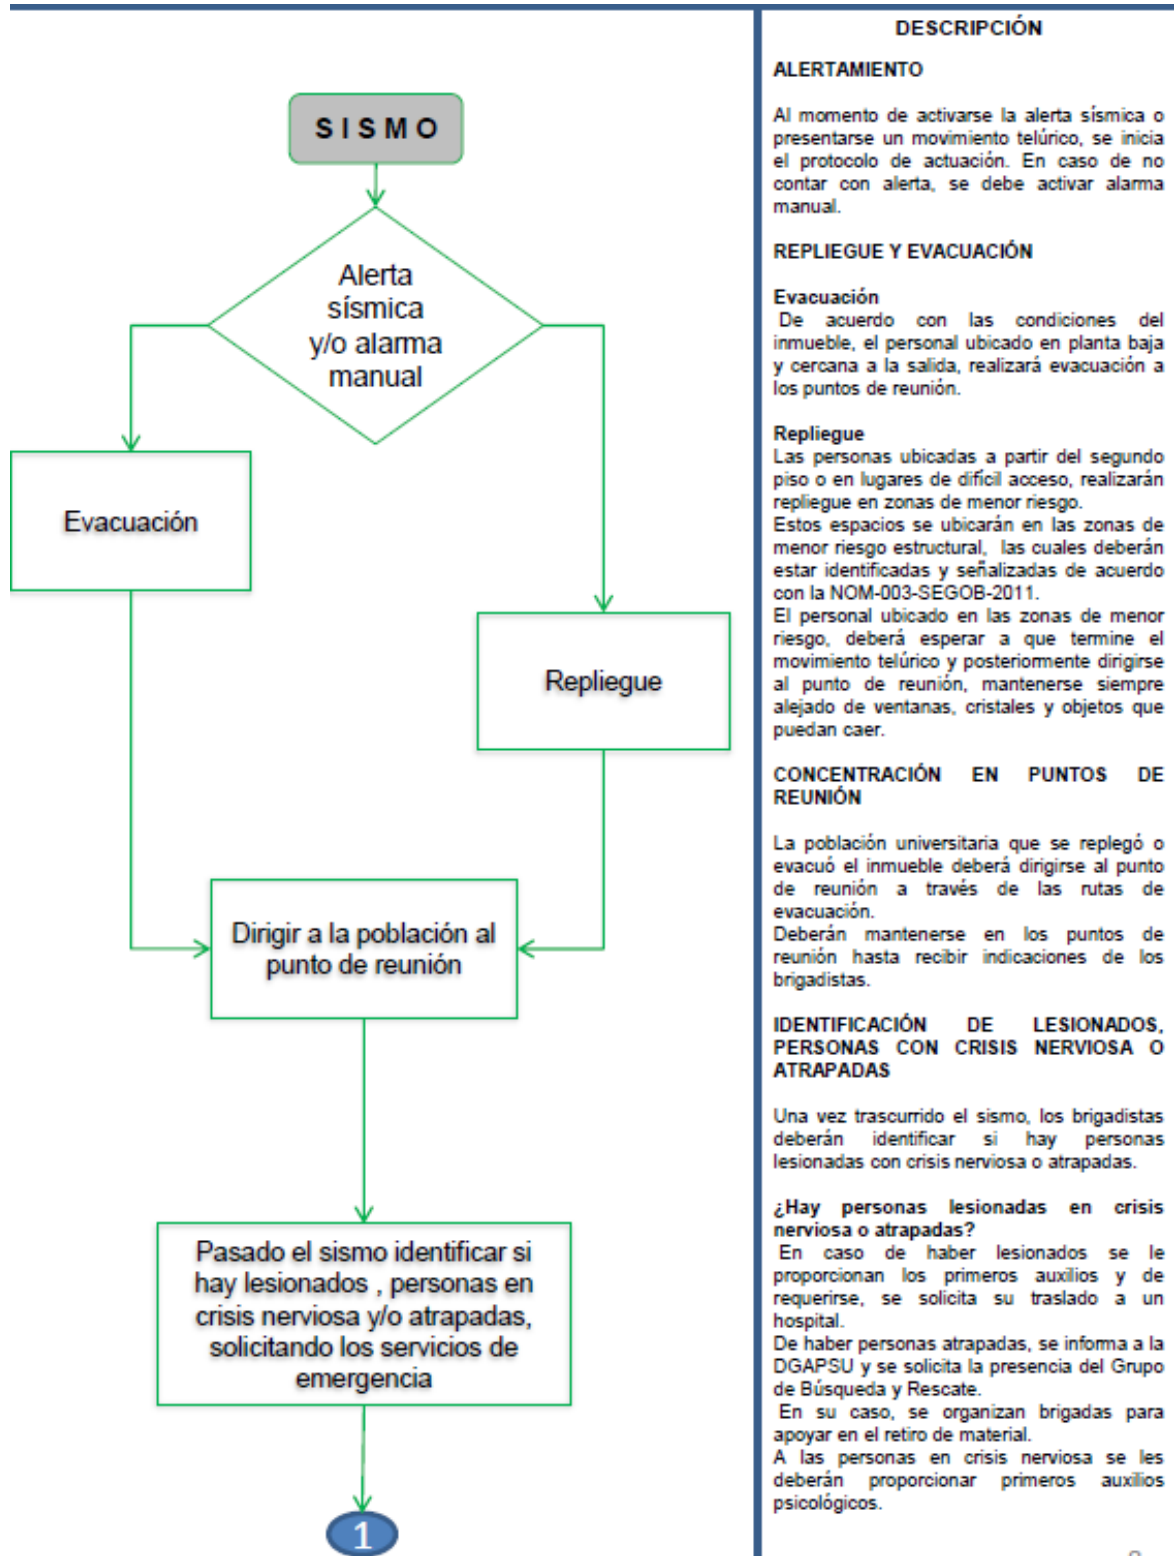 S I S M O
Alerta
sísmica
y/o alarma
manual
Evacuación
Repliegue
Dirigir a la población al
punto de reunión
Pasado el sismo identificar si
hay lesionados , personas en
crisis nerviosa y/o atrapadas,
solicitando los servicios de
emergencia
1
DESCRIPCIÓN
ALERTAMIENTO
Al momento de activarse la alerta sísmica o
presentarse un movimiento telúrico, se inicia
el protocolo de actuación. En caso de no
contar con alerta, se debe activar alarma
manual.
REPLIEGUE Y EVACUACIÓN
Evacuación
De acuerdo con las condiciones del
inmueble, el personal ubicado en planta baja
y cercana a la salida, realizará evacuación a
los puntos de reunión.
Repliegue
Las personas ubicadas a partir del segundo
piso o en lugares de difícil acceso, realizarán
repliegue en zonas de menor riesgo.
Estos espacios se ubicarán en las zonas de
menor riesgo estructural, las cuales deberán
estar identificadas y señalizadas de acuerdo
con la NOM-003-SEGOB-2011.
El personal ubicado en las zonas de menor
riesgo, deberá esperar a que termine el
movimiento telúrico y posteriormente dirigirse
al punto de reunión, mantenerse siempre
alejado de ventanas, cristales y objetos que
puedan caer.
CONCENTRACIÓN EN PUNTOS DE
REUNIÓN
La población universitaria que se replegó o
evacuó el inmueble deberá dirigirse al punto
de reunión a través de las rutas de
evacuación.
Deberán mantenerse en los puntos de
reunión hasta recibir indicaciones de los
brigadistas.
IDENTIFICACIÓN DE LESIONADOS,
PERSONAS CON CRISIS NERVIOSA O
ATRAPADAS
Una vez trascurrido el sismo, los brigadistas
deberán identificar si hay personas
lesionadas con crisis nerviosa o atrapadas.
¿Hay personas lesionadas en crisis
nerviosa o atrapadas?
En caso de haber lesionados se le
proporcionan los primeros auxilios y de
requerirse, se solicita su traslado a un
hospital.
De haber personas atrapadas, se informa a la
DGAPSU y se solicita la presencia del Grupo
de Búsqueda y Rescate.
En su caso, se organizan brigadas para
apoyar en el retiro de material.
A las personas en crisis nerviosa se les
deberán proporcionar primeros auxilios
psicológicos.